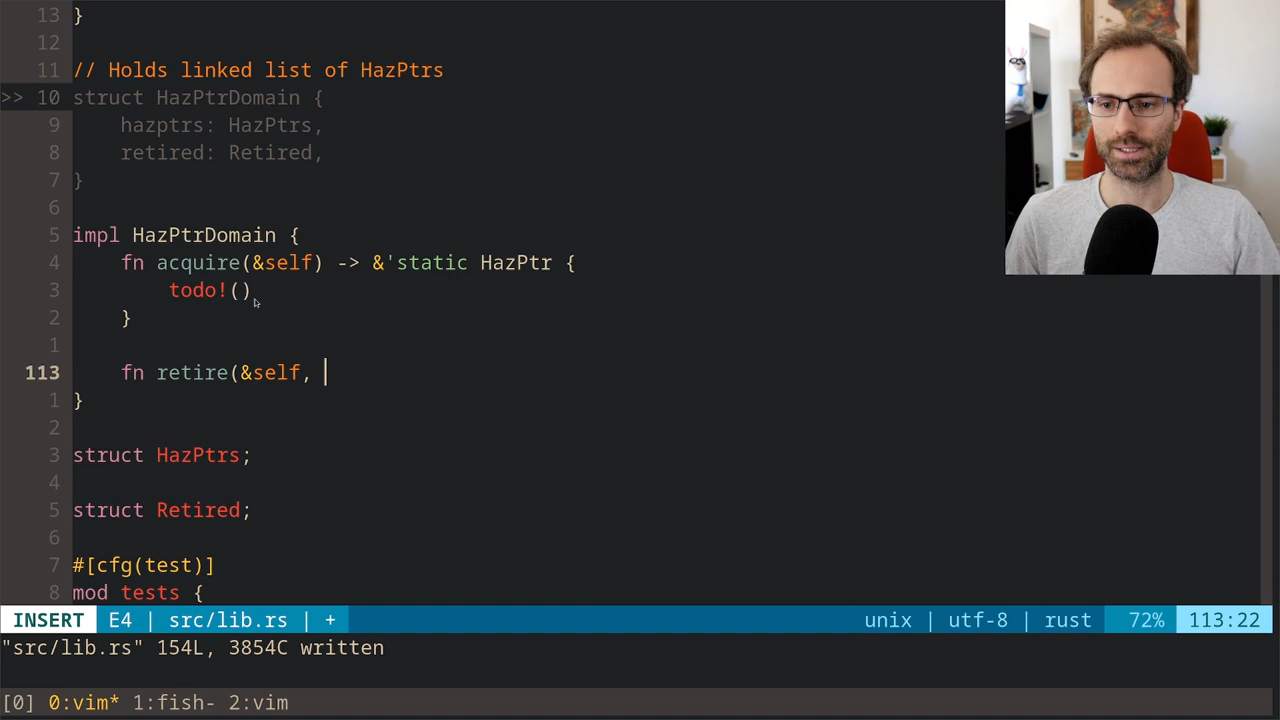 13 }
12
11 // Holds linked list of HazPtrs
>> 10 struct HazPtrDomain {
9     hazptrs: HazPtrs,
8     retired: Retired,
7 }
6
5 impl HazPtrDomain {
4     fn acquire(&self) -> &'static HazPtr {
3         todo!()
2     }
1
113     fn retire(&self,
1 }
2
3 struct HazPtrs;
4
5 struct Retired;
6
7 #[cfg(test)]
8 mod tests {
INSERT E4 | src/lib.rs | + unix | utf-8 | rust 72% 113:22
"src/lib.rs" 154L, 3854C written
[0] 0:vim* 1:fish- 2:vim